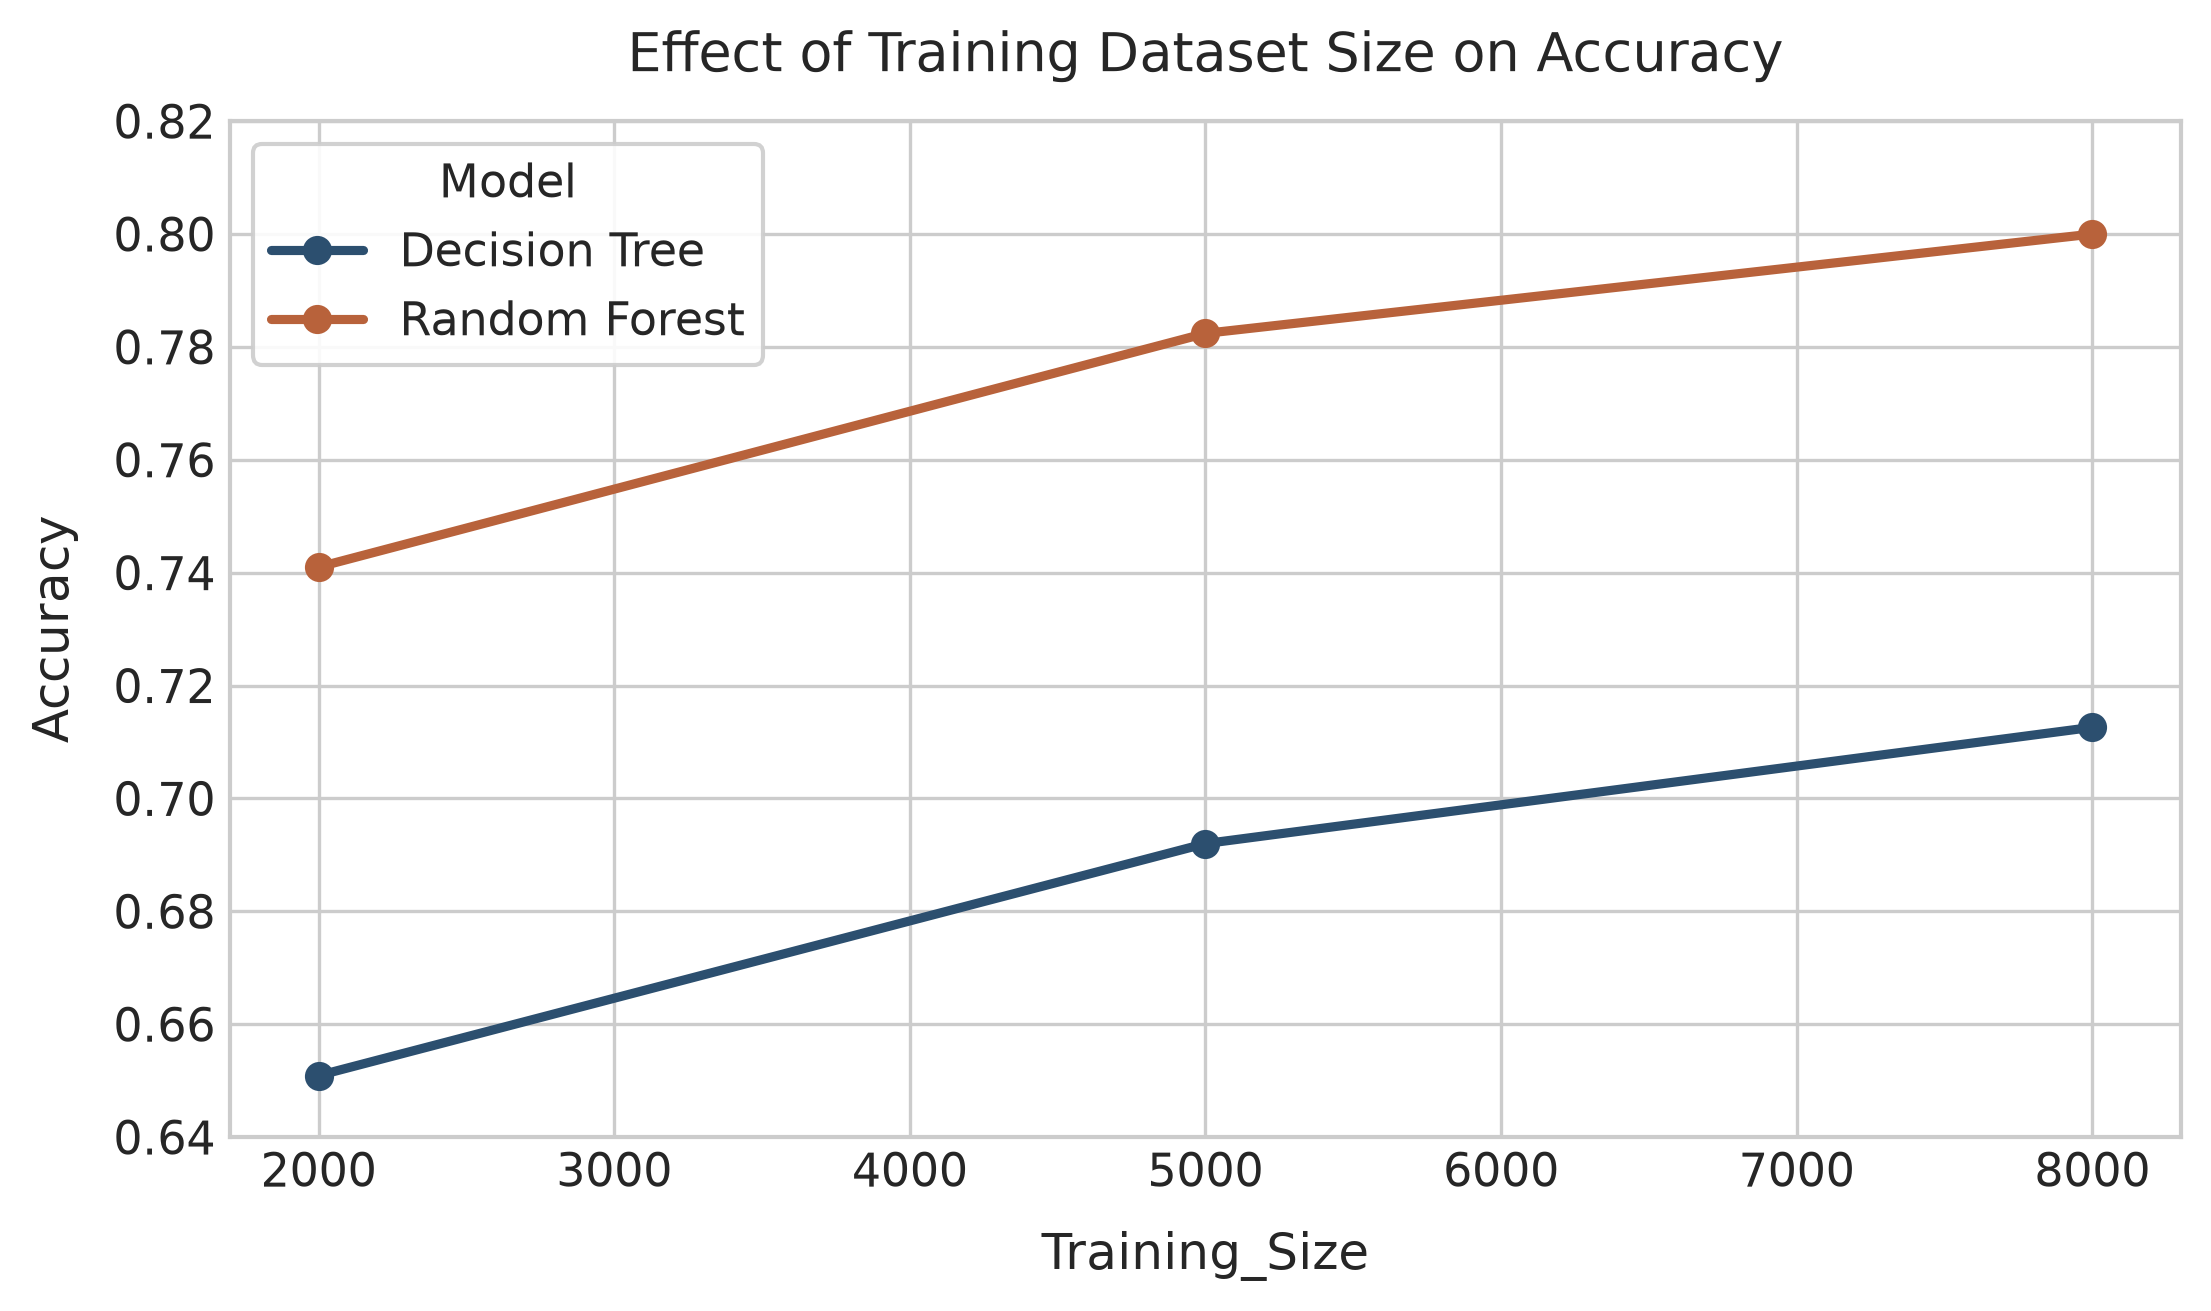 Effect of Training Dataset Size on Accuracy
0.82
0.80
0.78
0.76
0.74
0.72
0.70
0.68
0.66
0.64
Accuracy
Model
Decision Tree
Random Forest
2000 3000 4000 5000 6000 7000 8000
Training_Size